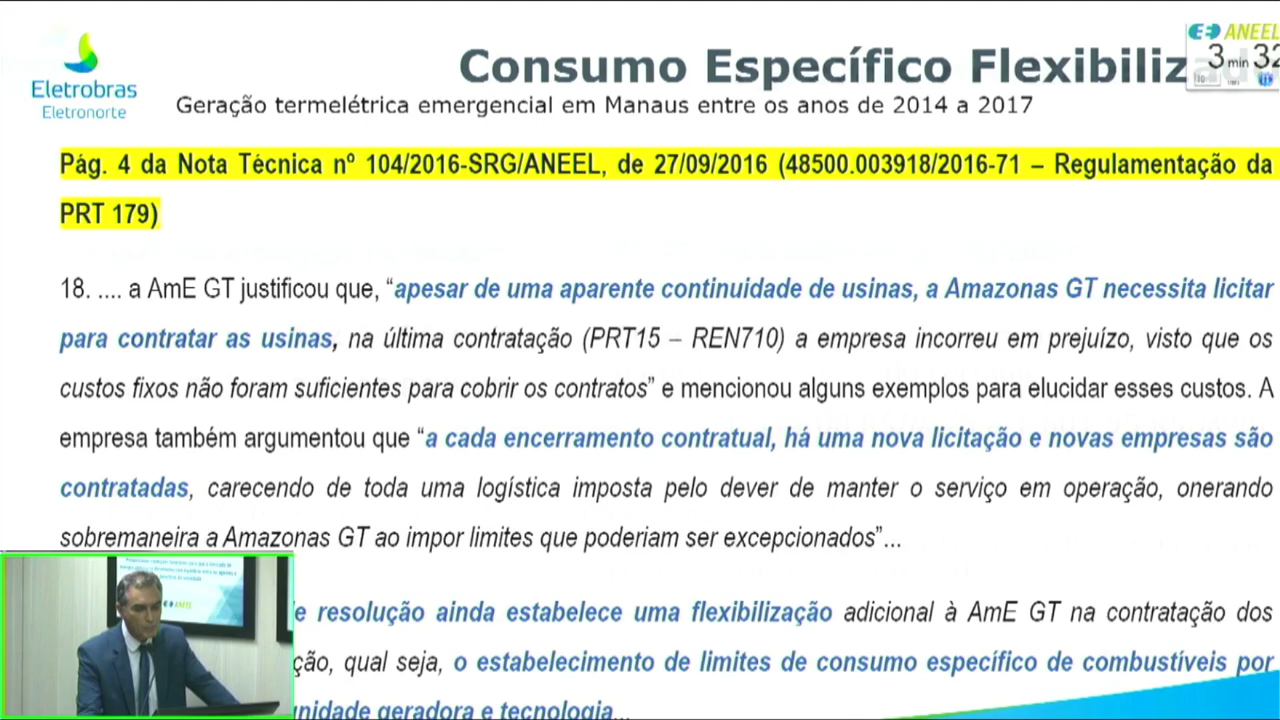 Eletrobras
Eletronorte
Consumo Específico Flexibiliz
ANEEL
3 min 32
Geração termelétrica emergencial em Manaus entre os anos de 2014 a 2017
Pág. 4 da Nota Técnica nº 104/2016-SRG/ANEEL, de 27/09/2016 (48500.003918/2016-71 – Regulamentação da
PRT 179)
18. .... a AmE GT justificou que, “apesar de uma aparente continuidade de usinas, a Amazonas GT necessita licitar
para contratar as usinas, na última contratação (PRT15 – REN710) a empresa incorreu em prejuízo, visto que os
custos fixos não foram suficientes para cobrir os contratos” e mencionou alguns exemplos para elucidar esses custos. A
empresa também argumentou que “a cada encerramento contratual, há uma nova licitação e novas empresas são
contratadas, carecendo de toda uma logística imposta pelo dever de manter o serviço em operação, onerando
sobremaneira a Amazonas GT ao impor limites que poderiam ser excepcionados”...
e resolução ainda estabelece uma flexibilização adicional à AmE GT na contratação dos
ção, qual seja, o estabelecimento de limites de consumo específico de combustíveis por
nidade geradora e tecnologia...
ANEEL